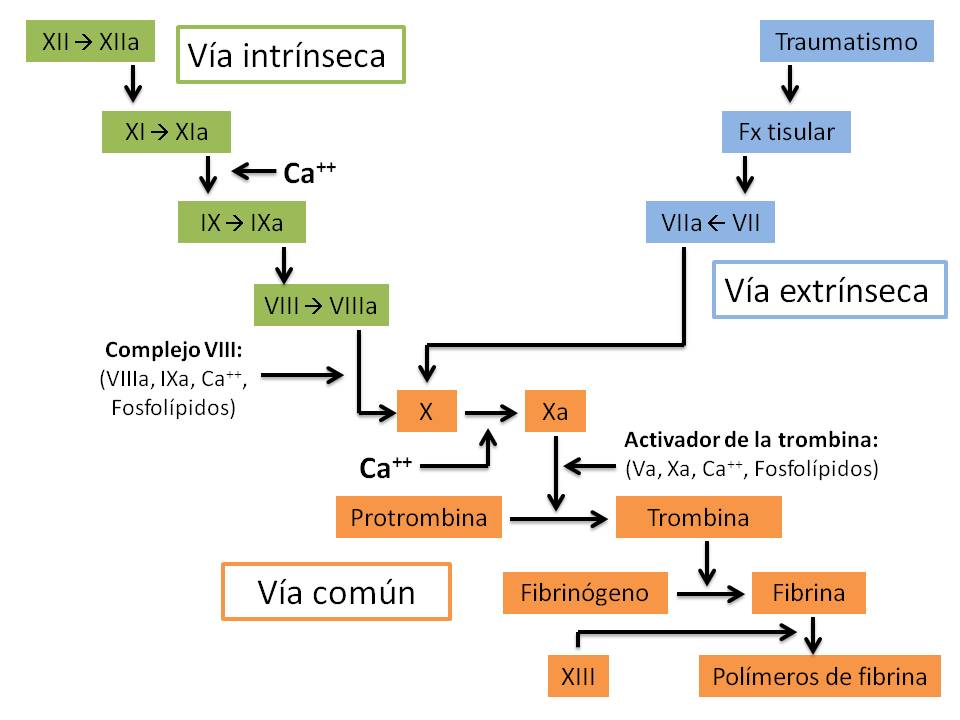 XII → XIIa
Vía intrínseca
Traumatismo
XI → XIa
Fx tisular
Ca⁺⁺
IX → IXa
VIIa ← VII
Vía extrínseca
VIII → VIIIa
Complejo VIII:
(VIIIa, IXa, Ca⁺⁺,
Fosfolípidos)
X
Xa
Activador de la trombina:
(Va, Xa, Ca⁺⁺, Fosfolípidos)
Ca⁺⁺
Protrombina
Trombina
Vía común
Fibrinógeno
Fibrina
XIII
Polímeros de fibrina